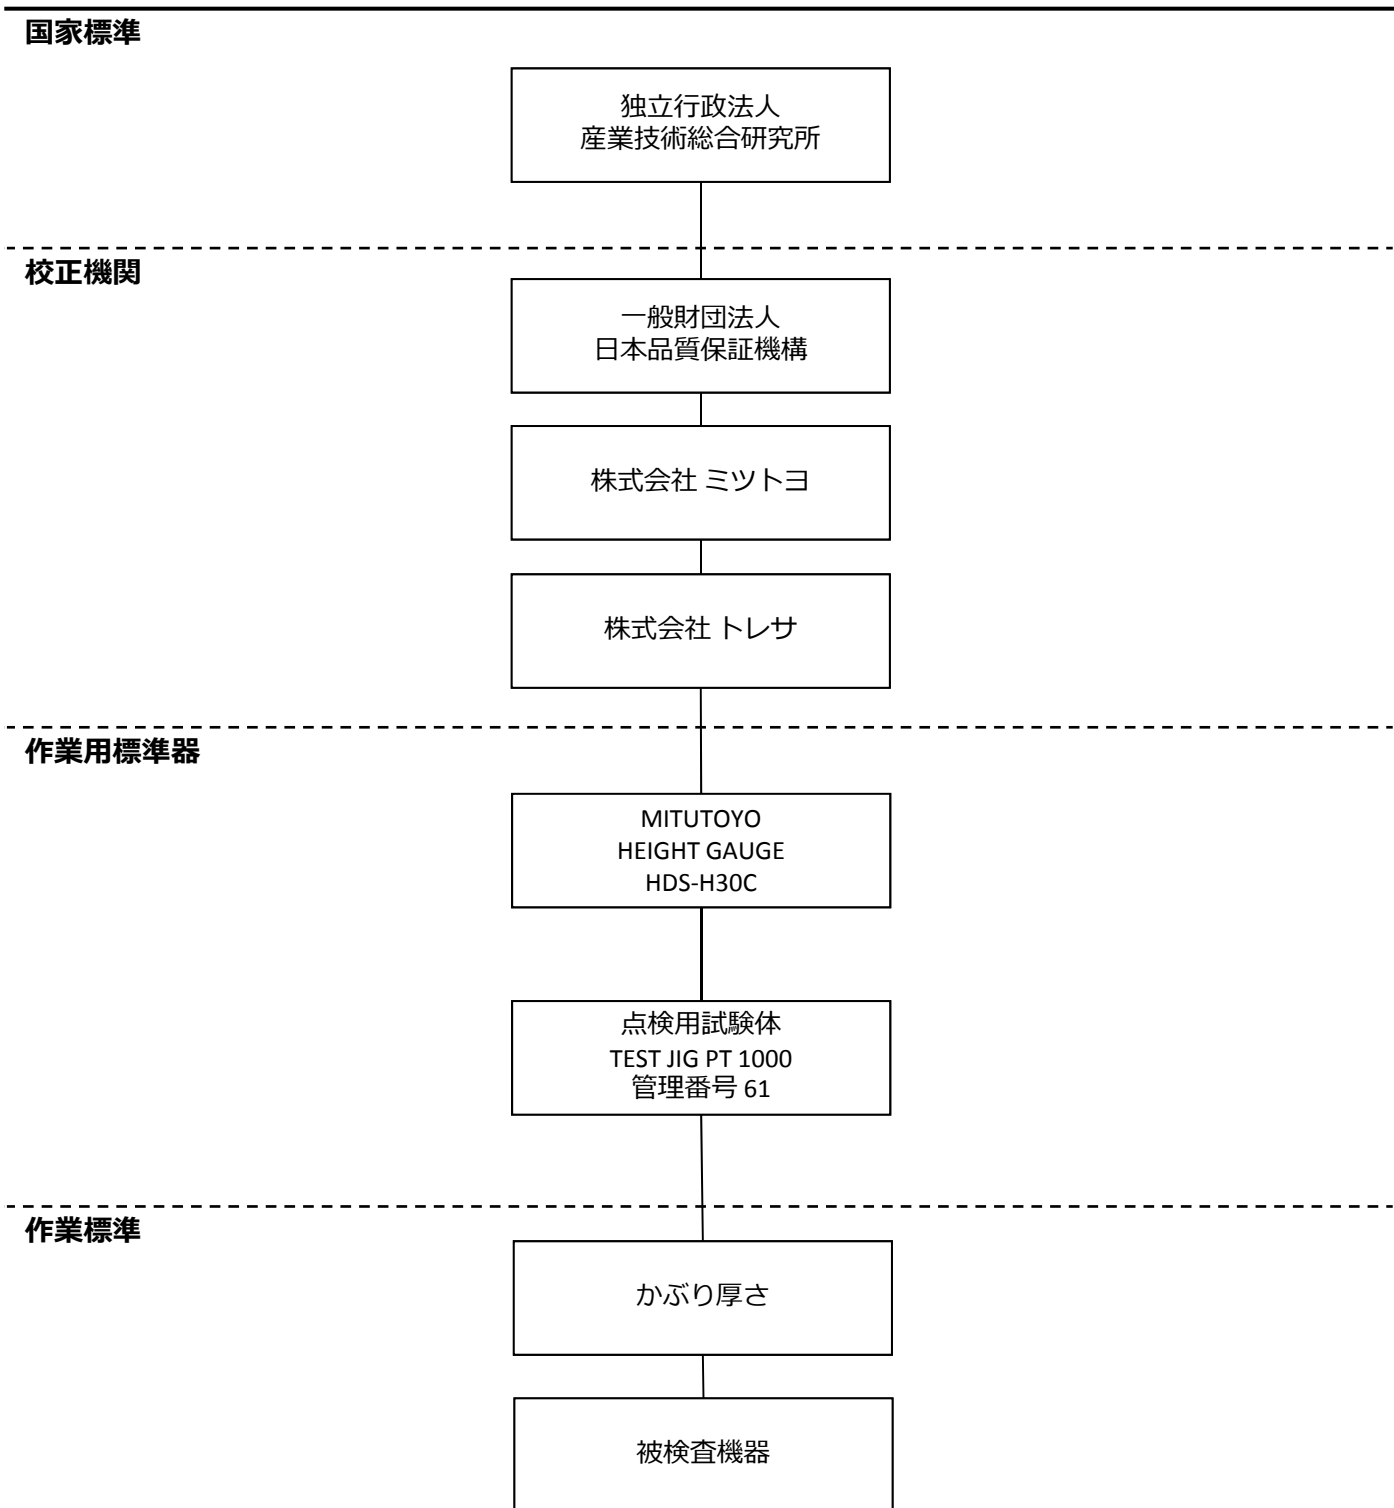 国家標準
独立行政法人
産業技術総合研究所
校正機関
一般財団法人
日本品質保証機構
株式会社 ミツトヨ
株式会社 トレサ
作業用標準器
MITUTOYO
HEIGHT GAUGE
HDS-H30C
点検用試験体
TEST JIG PT 1000
管理番号 61
作業標準
かぶり厚さ
被検査機器